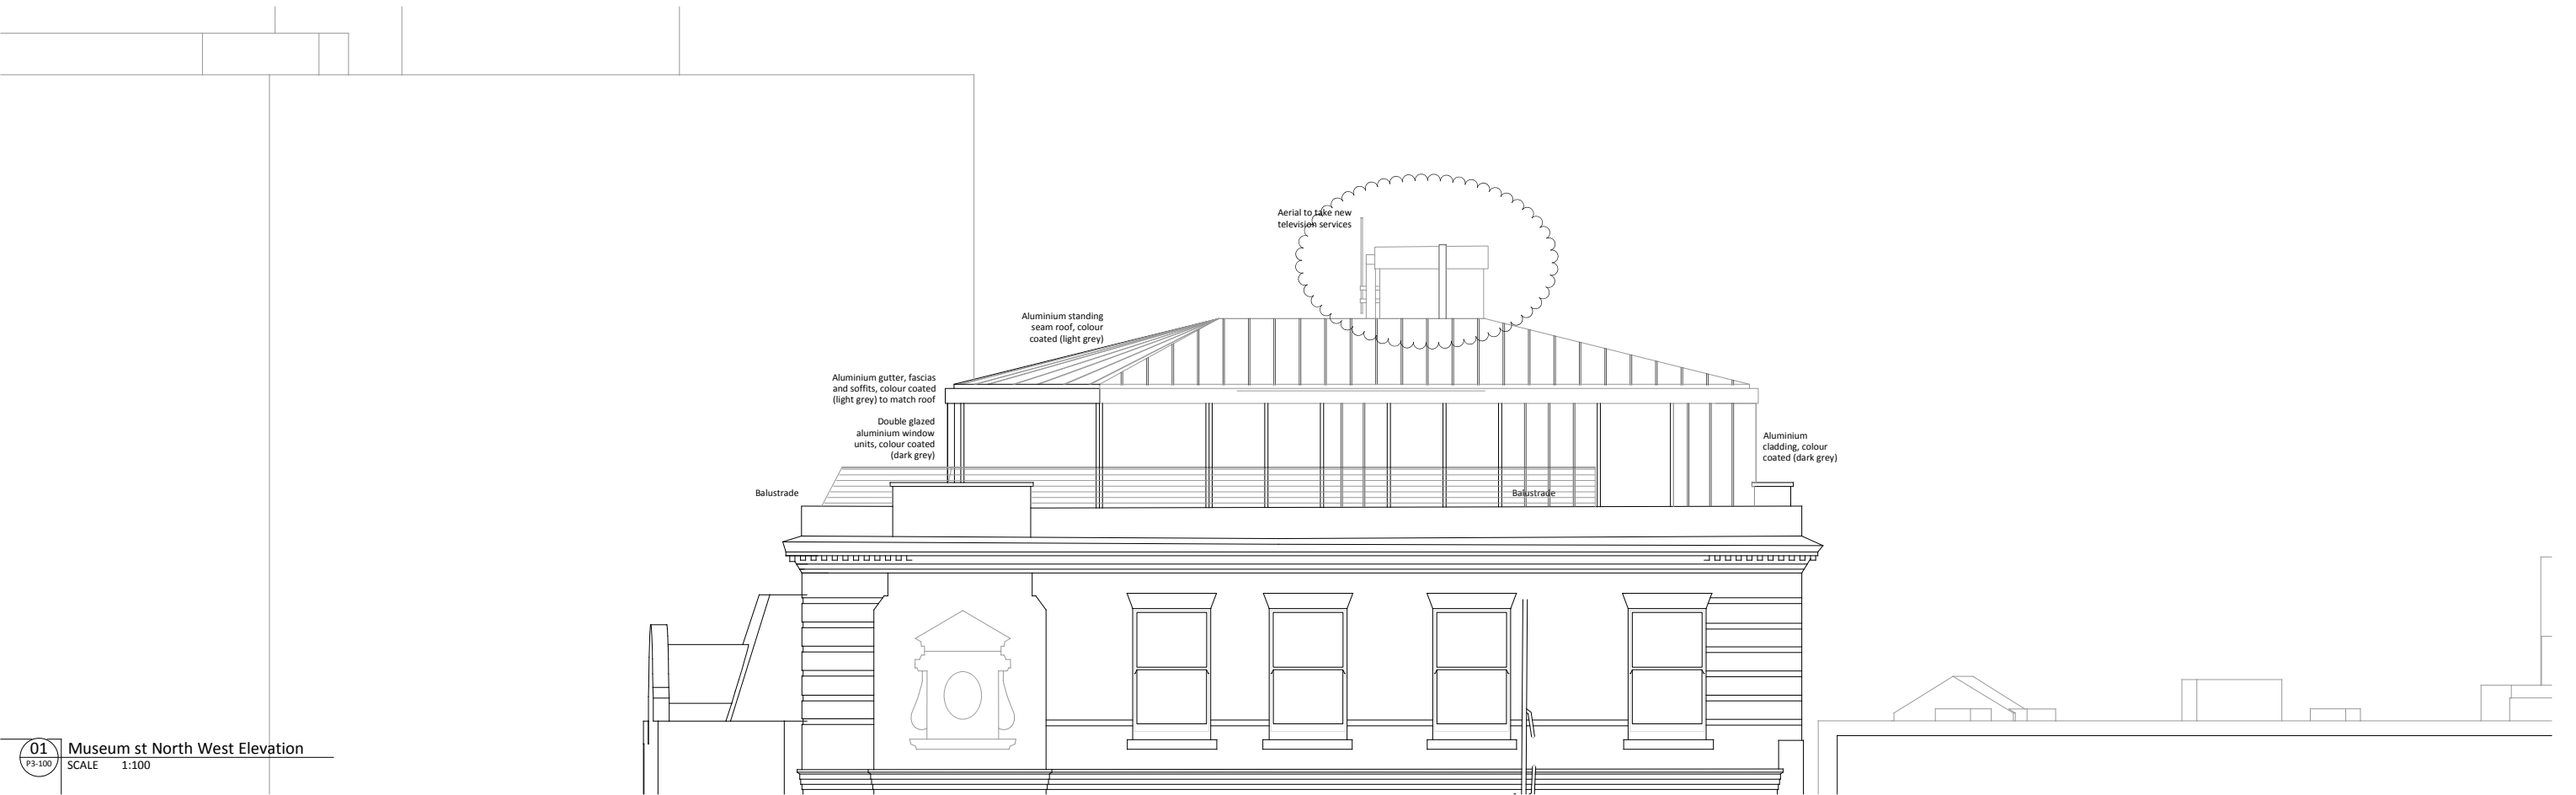 Aerial to take new
television services
Aluminium standing
seam roof, colour
coated (light grey)
Aluminium gutter, fascias
and soffits, colour coated
(light grey) to match roof
Double glazed
aluminium window
units, colour coated
(dark grey)
Aluminium
cladding, colour
coated (dark grey)
Balustrade
Balustrade
01
P3-100
Museum st North West Elevation
SCALE 1:100